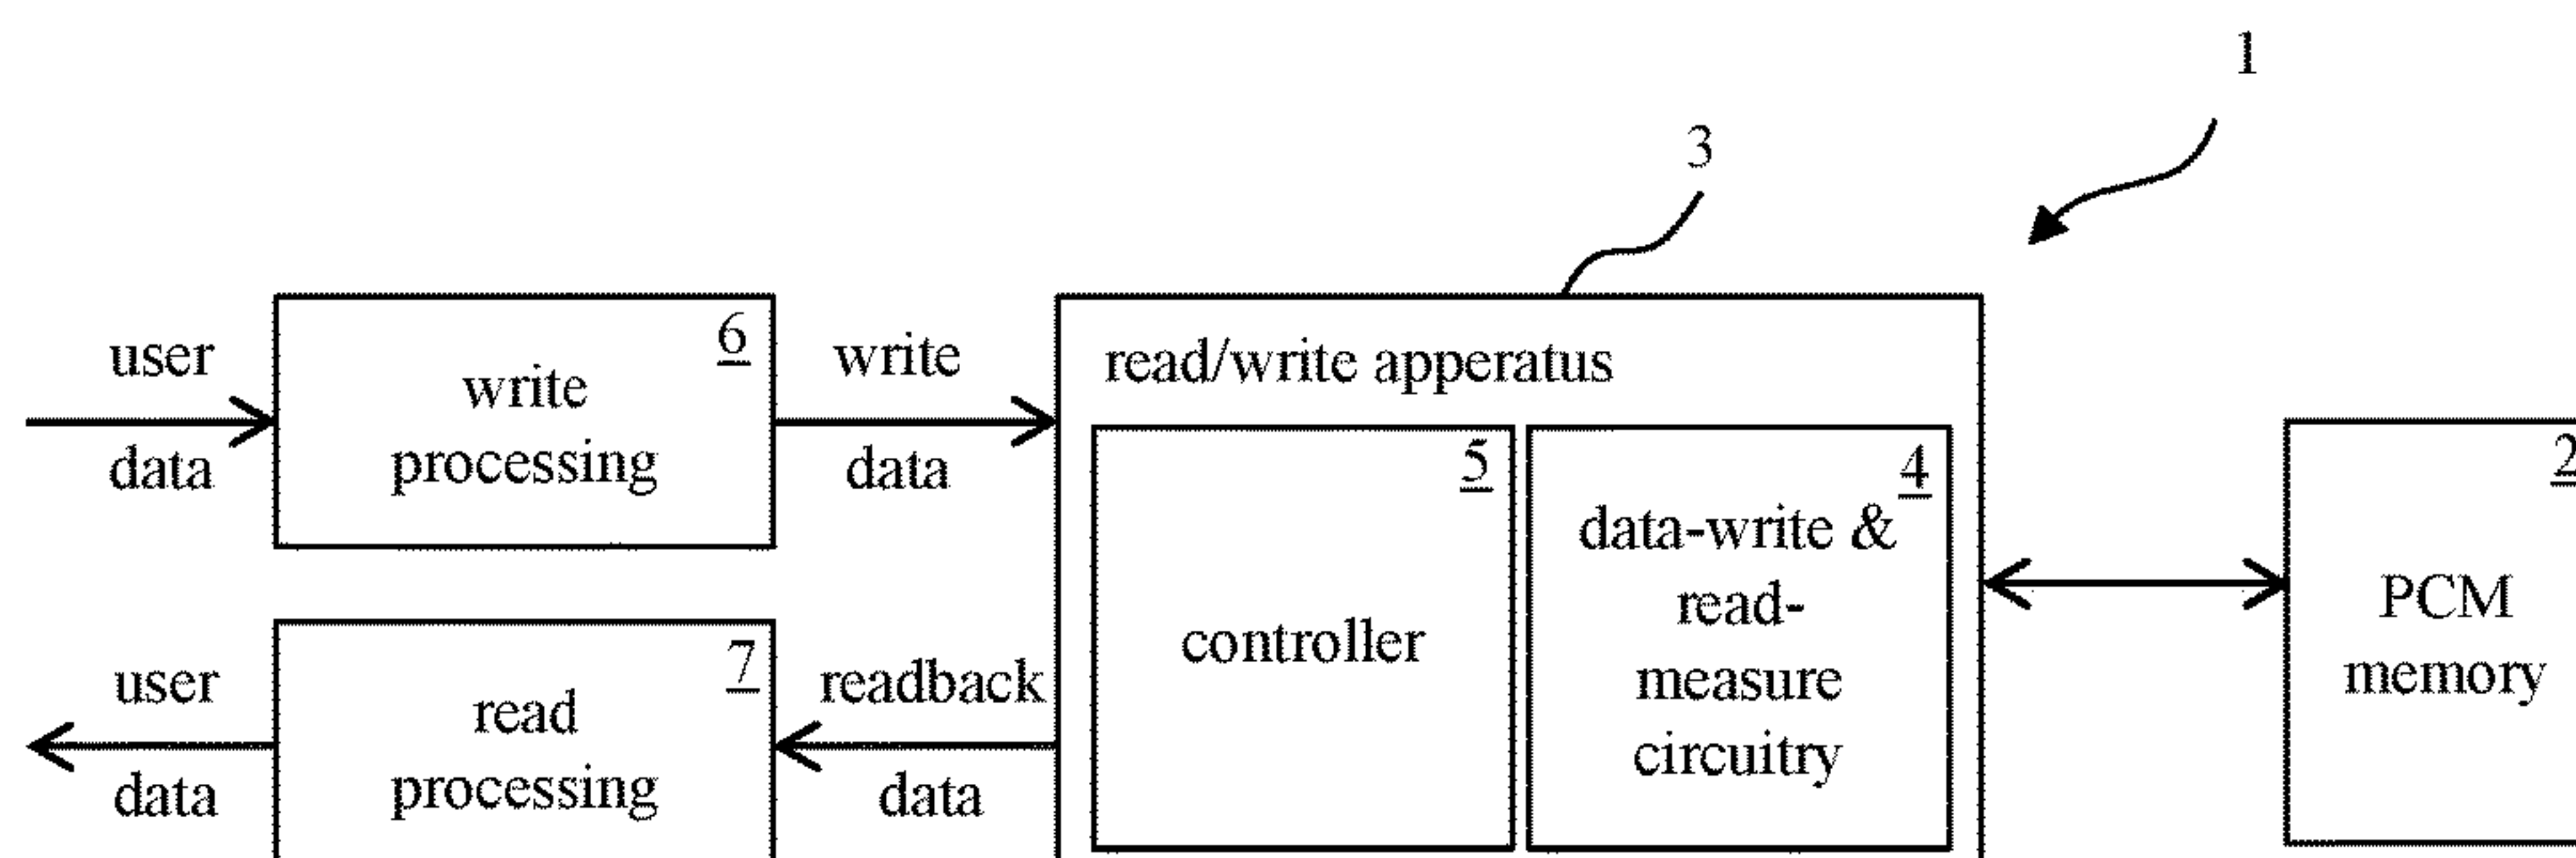 1
3
user
data
6
write
processing
write
data
read/write apperatus
5
controller
4
data-write &
read-
measure
circuitry
2
PCM
memory
user
data
7
read
processing
readback
data